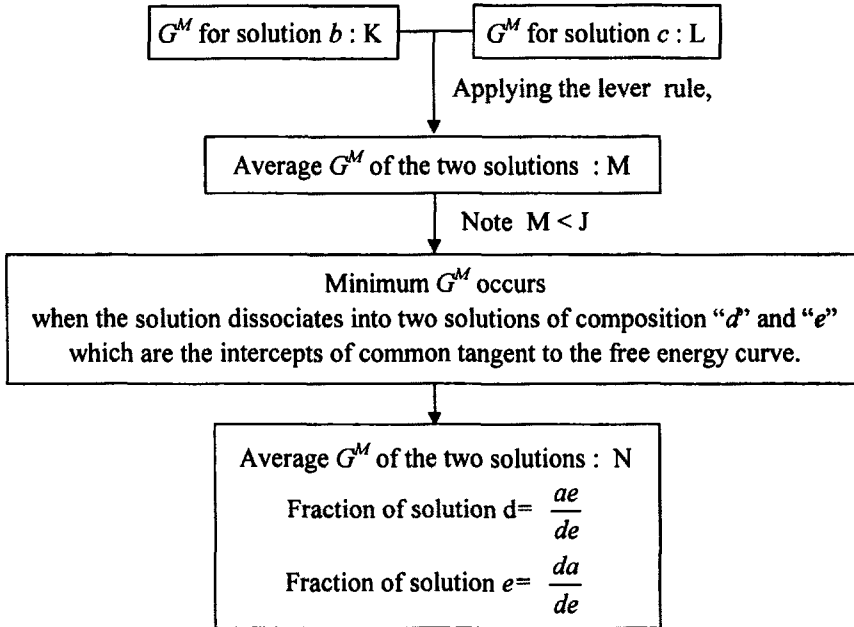 G^M for solution b : K
G^M for solution c : L
Applying the lever rule,
Average G^M of the two solutions : M
Note M < J
Minimum G^M occurs
when the solution dissociates into two solutions of composition “d” and “e”
which are the intercepts of common tangent to the free energy curve.
Average G^M of the two solutions : N
Fraction of solution d= ae/de
Fraction of solution e= da/de